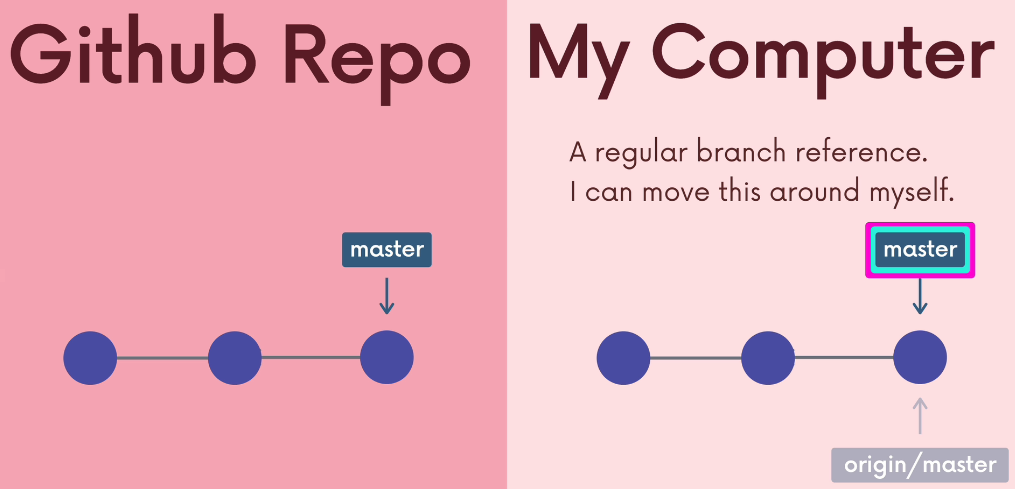 Github Repo
master
My Computer
A regular branch reference.
I can move this around myself.
master
origin/master